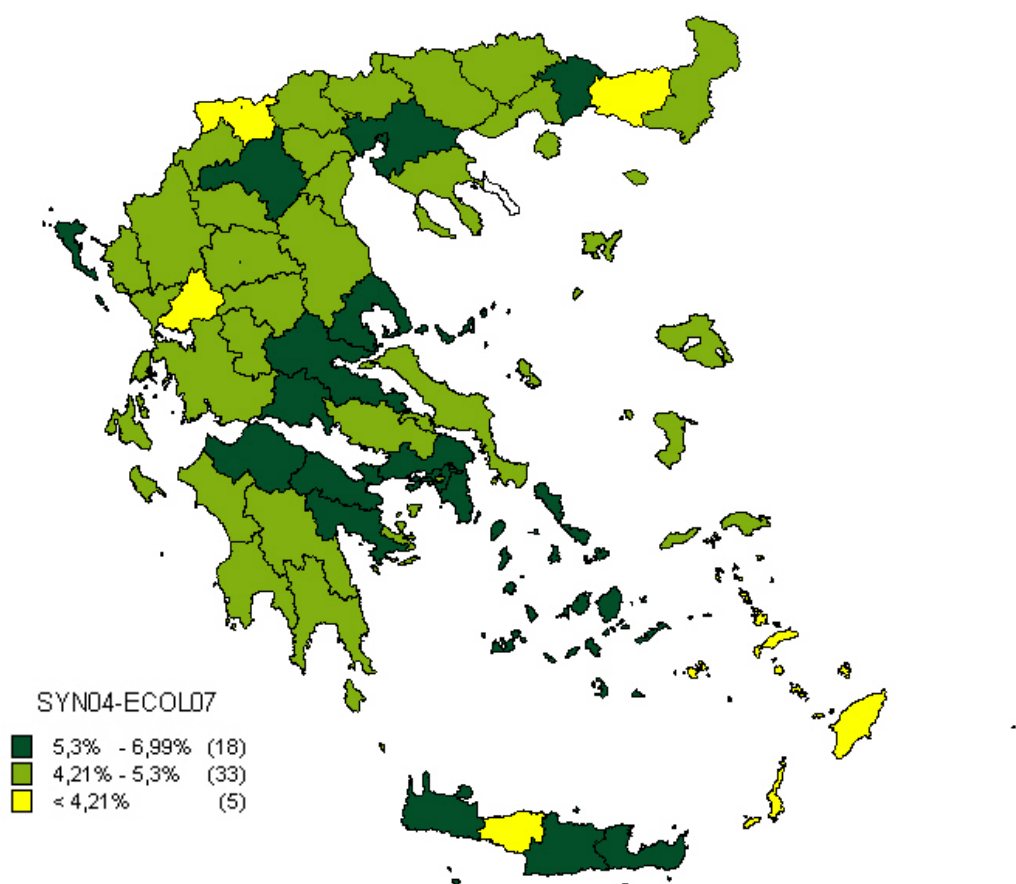 SYN04-ECOL07
5,3% - 6,99% (18)
4,21% - 5,3% (33)
< 4,21% (5)